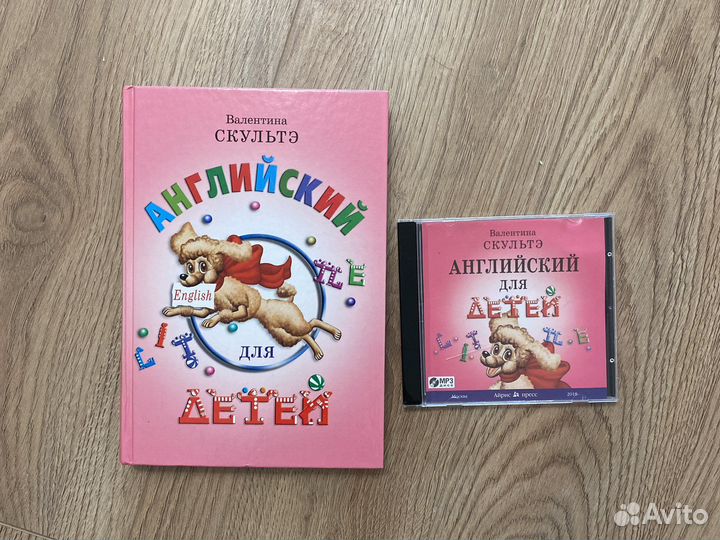 Валентина
СКУЛЬТЭ
АНГЛИЙСКИЙ
English
ДЛЯ
ДЕТЕЙ
Валентина
СКУЛЬТЭ
АНГЛИЙСКИЙ
ДЛЯ
ДЕТЕЙ
MP3
Москва Айрис пресс
Avito